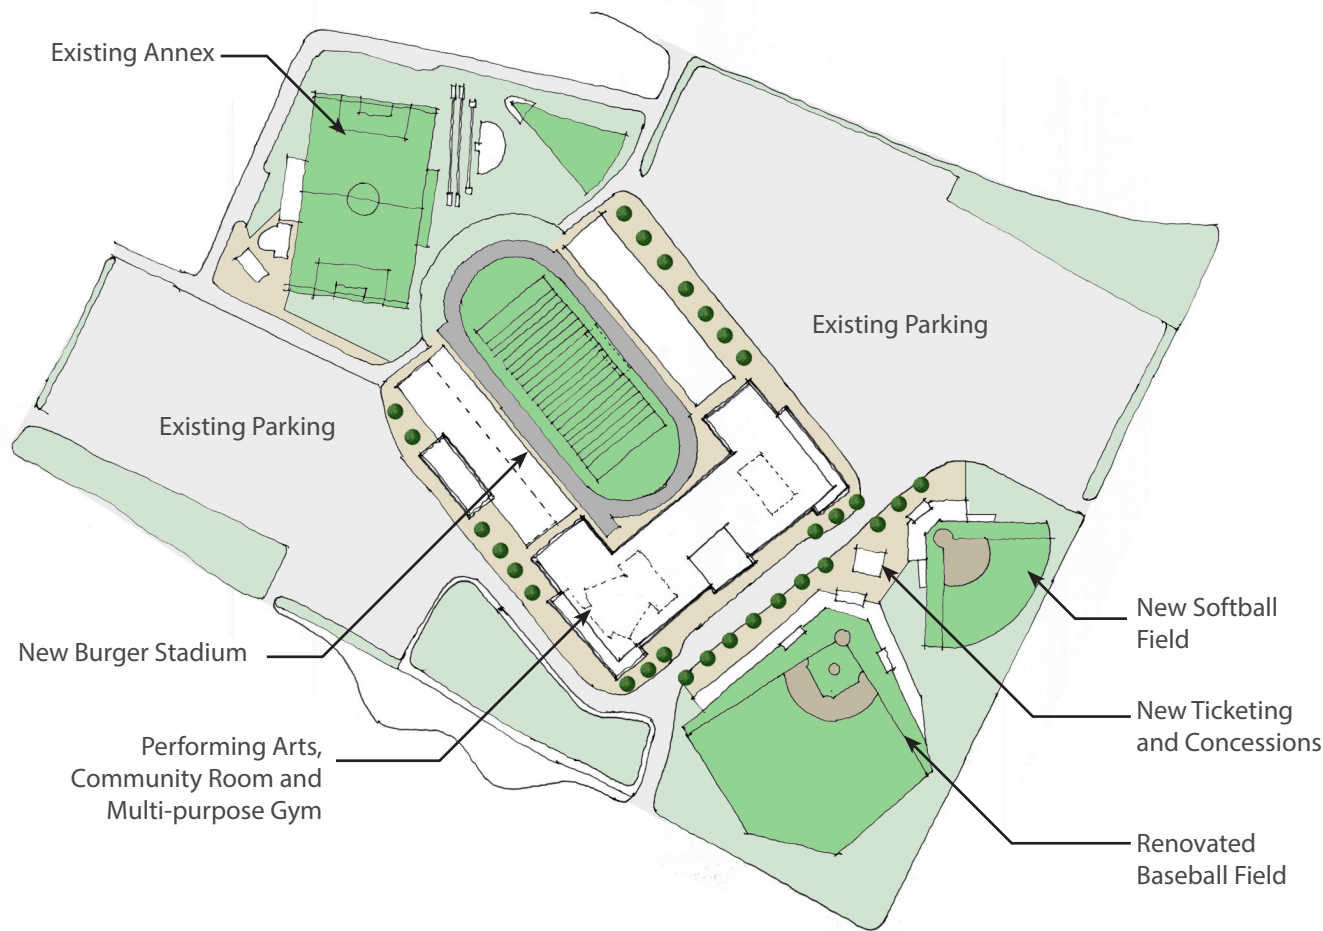 Existing Annex
Existing Parking
Existing Parking
New Softball
Field
New Burger Stadium
New Ticketing
and Concessions
Performing Arts,
Community Room and
Multi-purpose Gym
Renovated
Baseball Field